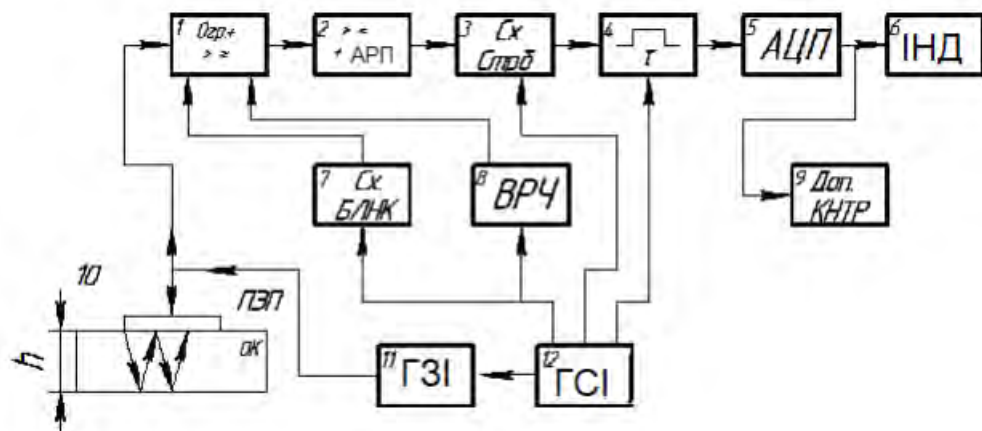 1 Огр.+
> ≈
2 > ≈
+ АРП
3 Сх
Строб
4
τ
5 АЦП
6 ІНД
7 Сх.
БЛНК
8 ВРЧ
9 Доп.
КНТР
10
ПЭП
ОК
h
11 ГЗІ
12 ГСІ